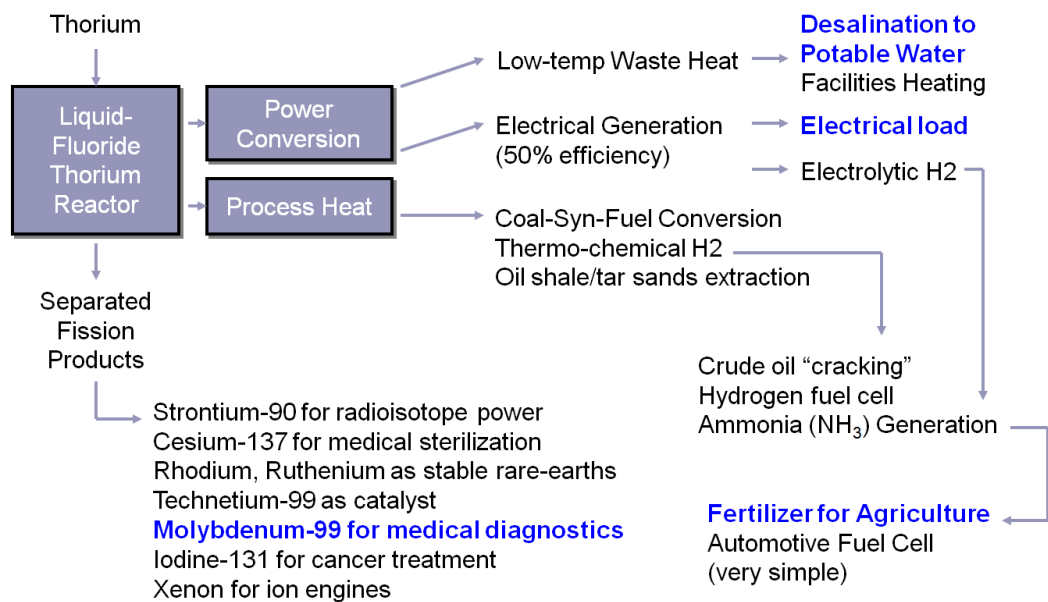 Thorium
Liquid-
Fluoride
Thorium
Reactor
Power
Conversion
Process Heat
Low-temp Waste Heat
Desalination to
Potable Water
Facilities Heating
Electrical Generation
(50% efficiency)
Electrical load
Electrolytic H2
Coal-Syn-Fuel Conversion
Thermo-chemical H2
Oil shale/tar sands extraction
Separated
Fission
Products
Crude oil “cracking”
Hydrogen fuel cell
Ammonia (NH₃) Generation
Strontium-90 for radioisotope power
Cesium-137 for medical sterilization
Rhodium, Ruthenium as stable rare-earths
Technetium-99 as catalyst
Molybdenum-99 for medical diagnostics
Iodine-131 for cancer treatment
Xenon for ion engines
Fertilizer for Agriculture
Automotive Fuel Cell
(very simple)